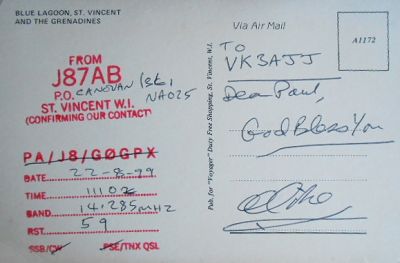 BLUE LAGOON, ST. VINCENT
AND THE GRENADINES
FROM
J87AB
P.O. CANOUAN Isl;
NA025
ST. VINCENT W.I.
(CONFIRMING OUR CONTACT)
PA/J8/GØGPX
DATE 22-8-99
TIME 1110Z
BAND 14.285MHZ
RST. 59
SSB/CW PSE/TNX QSL
Pub. for "Voyager" Duty Free Shopping, St. Vincent, W.I.
Via Air Mail
A1172
TO
VK3AJJ
Dear Paul,
God Bless You